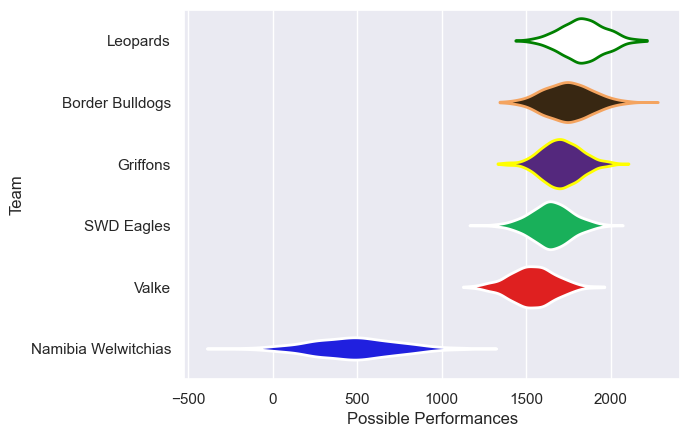 Leopards
Border Bulldogs
Griffons
SWD Eagles
Valke
Namibia Welwitchias
Team
−500 0 500 1000 1500 2000
Possible Performances